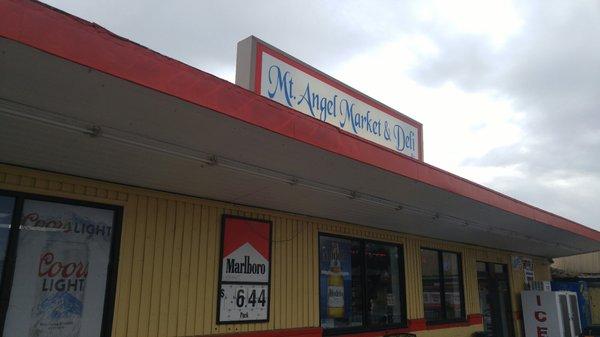 Mt. Angel Market & Deli
Coors LIGHT
Coors
LIGHT
Marlboro
$ 6.44
Pack
ICE